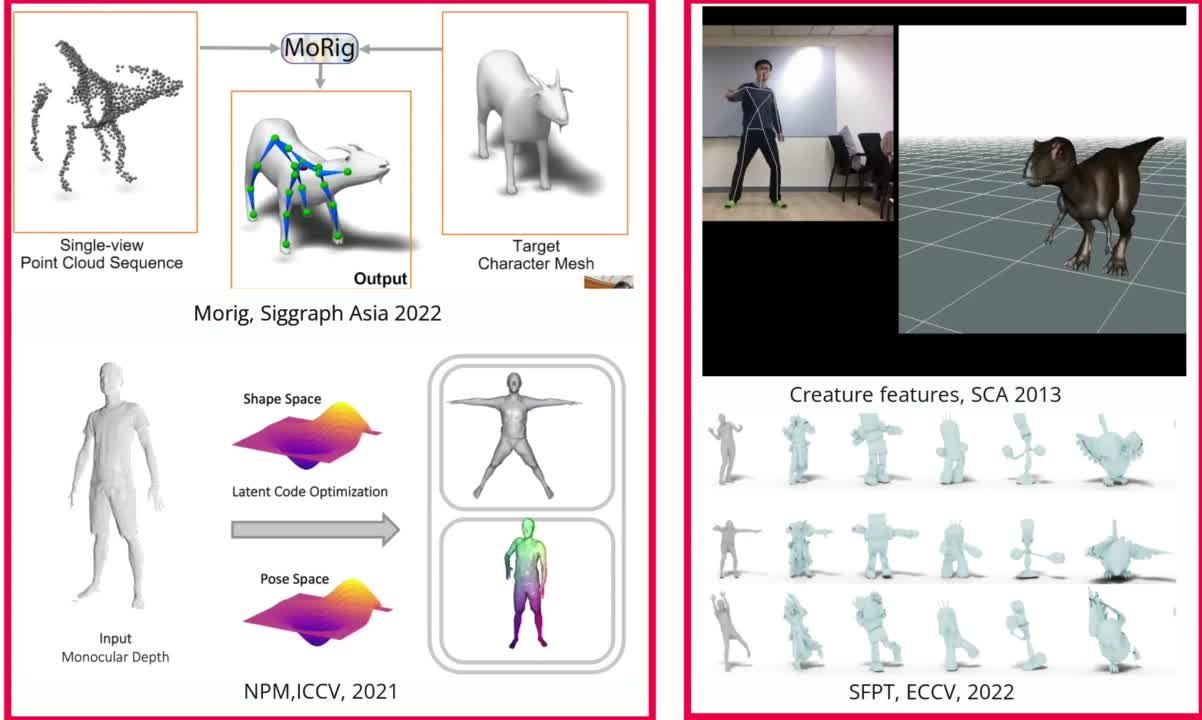 MoRig
Single-view
Point Cloud Sequence
Output
Target
Character Mesh
Morig, Siggraph Asia 2022
Shape Space
Latent Code Optimization
Pose Space
Input
Monocular Depth
NPM,ICCV, 2021
Creature features, SCA 2013
SFPT, ECCV, 2022